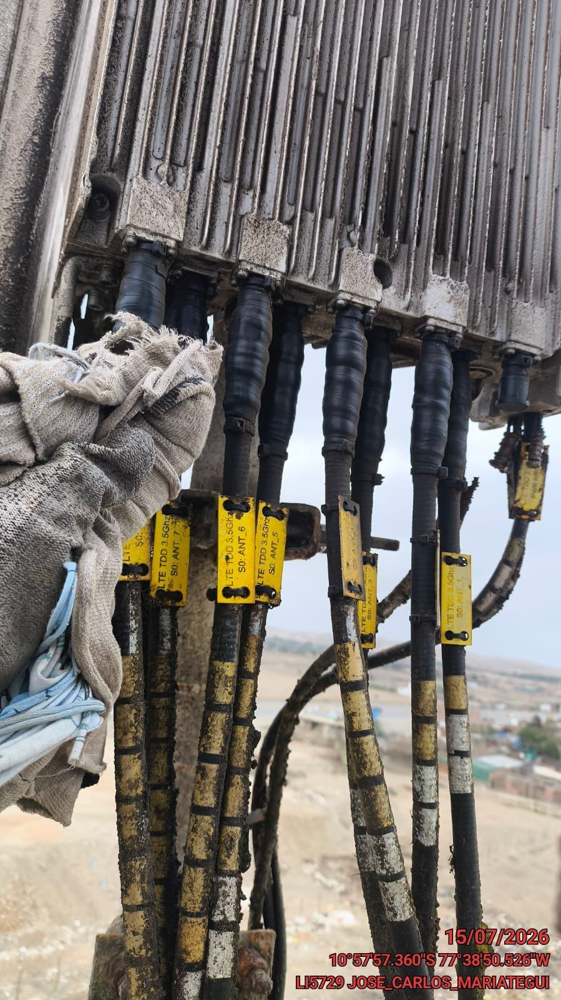 LTE
S0:
LTE TDD 3.5Ghz
S0: ANT_7
LTE TDD 3.5Ghz
S0: ANT_6
LTE TDD 3.5Ghz
S0: ANT_5
S0: ANT_3
LTE TDD 3.5Ghz
S0: ANT_1
15/07/2026
10°57'57.360"S 77°38'50.526"W
LI5729 JOSE_CARLOS_MARIATEGUI